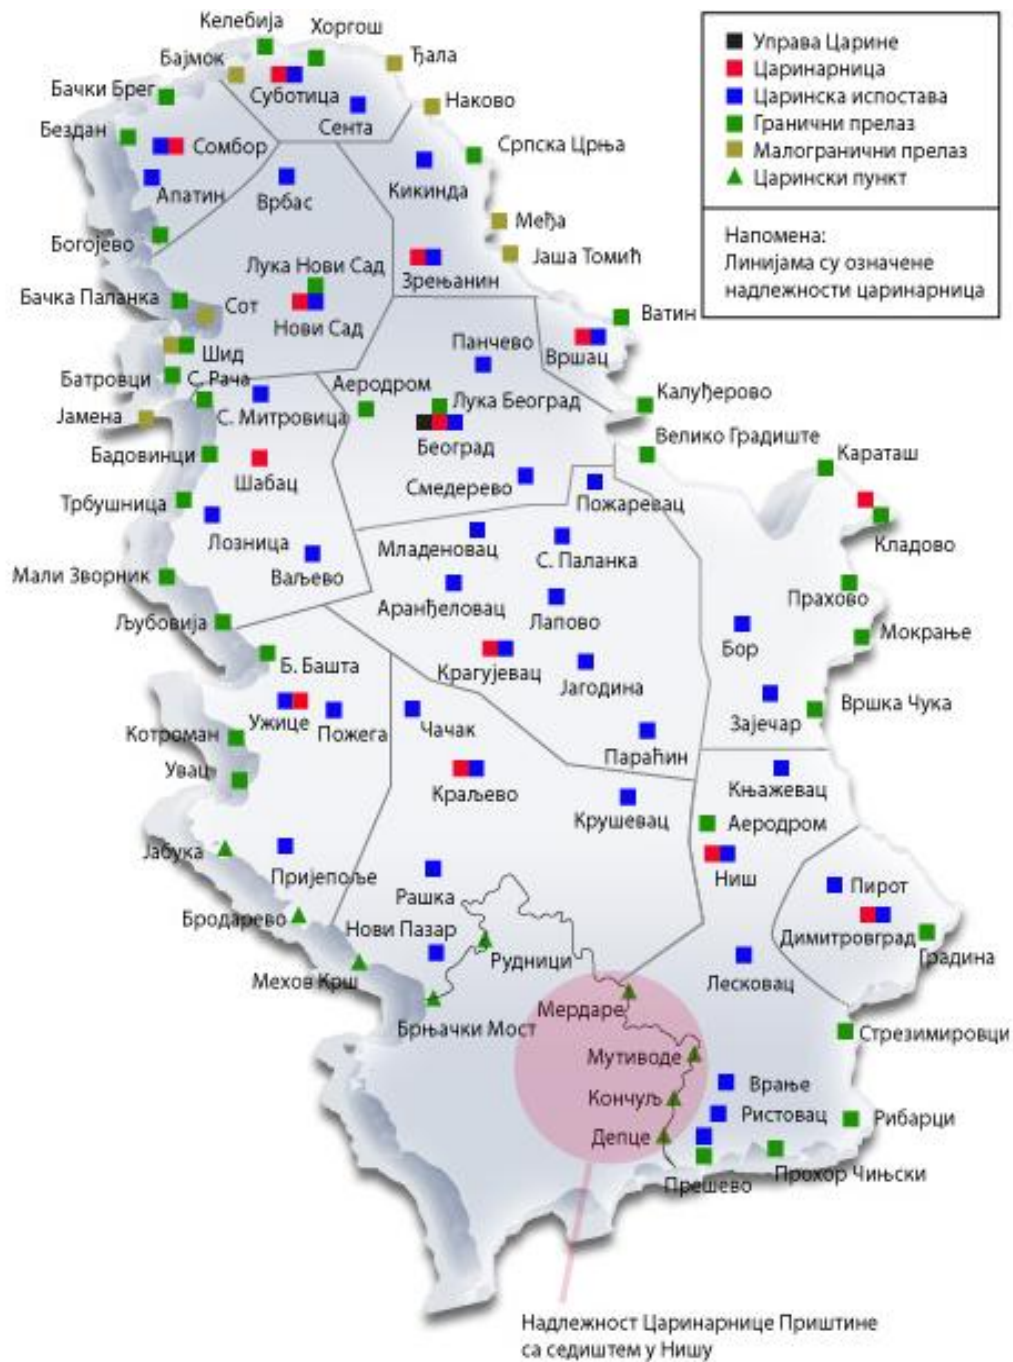 Келебија
Хоргош
Бајмок
Ђала
Суботица
Бачки Брег
Сента
Наково
Бездан
Сомбор
Српска Црња
Апатин
Врбас
Кикинда
Богојево
Међа
Јаша Томић
Лука Нови Сад
Зрењанин
Бачка Паланка
Сот
Нови Сад
Ватин
Шид
Панчево
Вршац
Батровци
С. Рача
Аеродром
Лука Београд
Калуђерово
Јамена
С. Митровица
Београд
Велико Градиште
Бадовинци
Шабац
Караташ
Смедерево
Пожаревац
Трбушница
Лозница
Младеновац
С. Паланка
Кладово
Мали Зворник
Ваљево
Аранђеловац
Лапово
Прахово
Љубовија
Бор
Мокрање
Б. Башта
Крагујевац
Јагодина
Вршка Чука
Котроман
Ужице
Пожега
Чачак
Параћин
Зајечар
Увац
Краљево
Крушевац
Књажевац
Аеродром
Јабука
Пријепоље
Ниш
Пирот
Рашка
Бродарево
Нови Пазар
Димитровград
Рудници
Градина
Мехов Крш
Лесковац
Брњачки Мост
Мердаре
Стрезимировци
Мутиводе
Врање
Кончуљ
Ристовац
Рибарци
Депце
Прешево
Прохор Чињски
Управа Царине
Царинарница
Царинска испостава
Гранични прелаз
Малогранични прелаз
Царински пункт
Напомена:
Линијама су означене
надлежности царинарница
Надлежност Царинарнице Приштине
са седиштем у Нишу